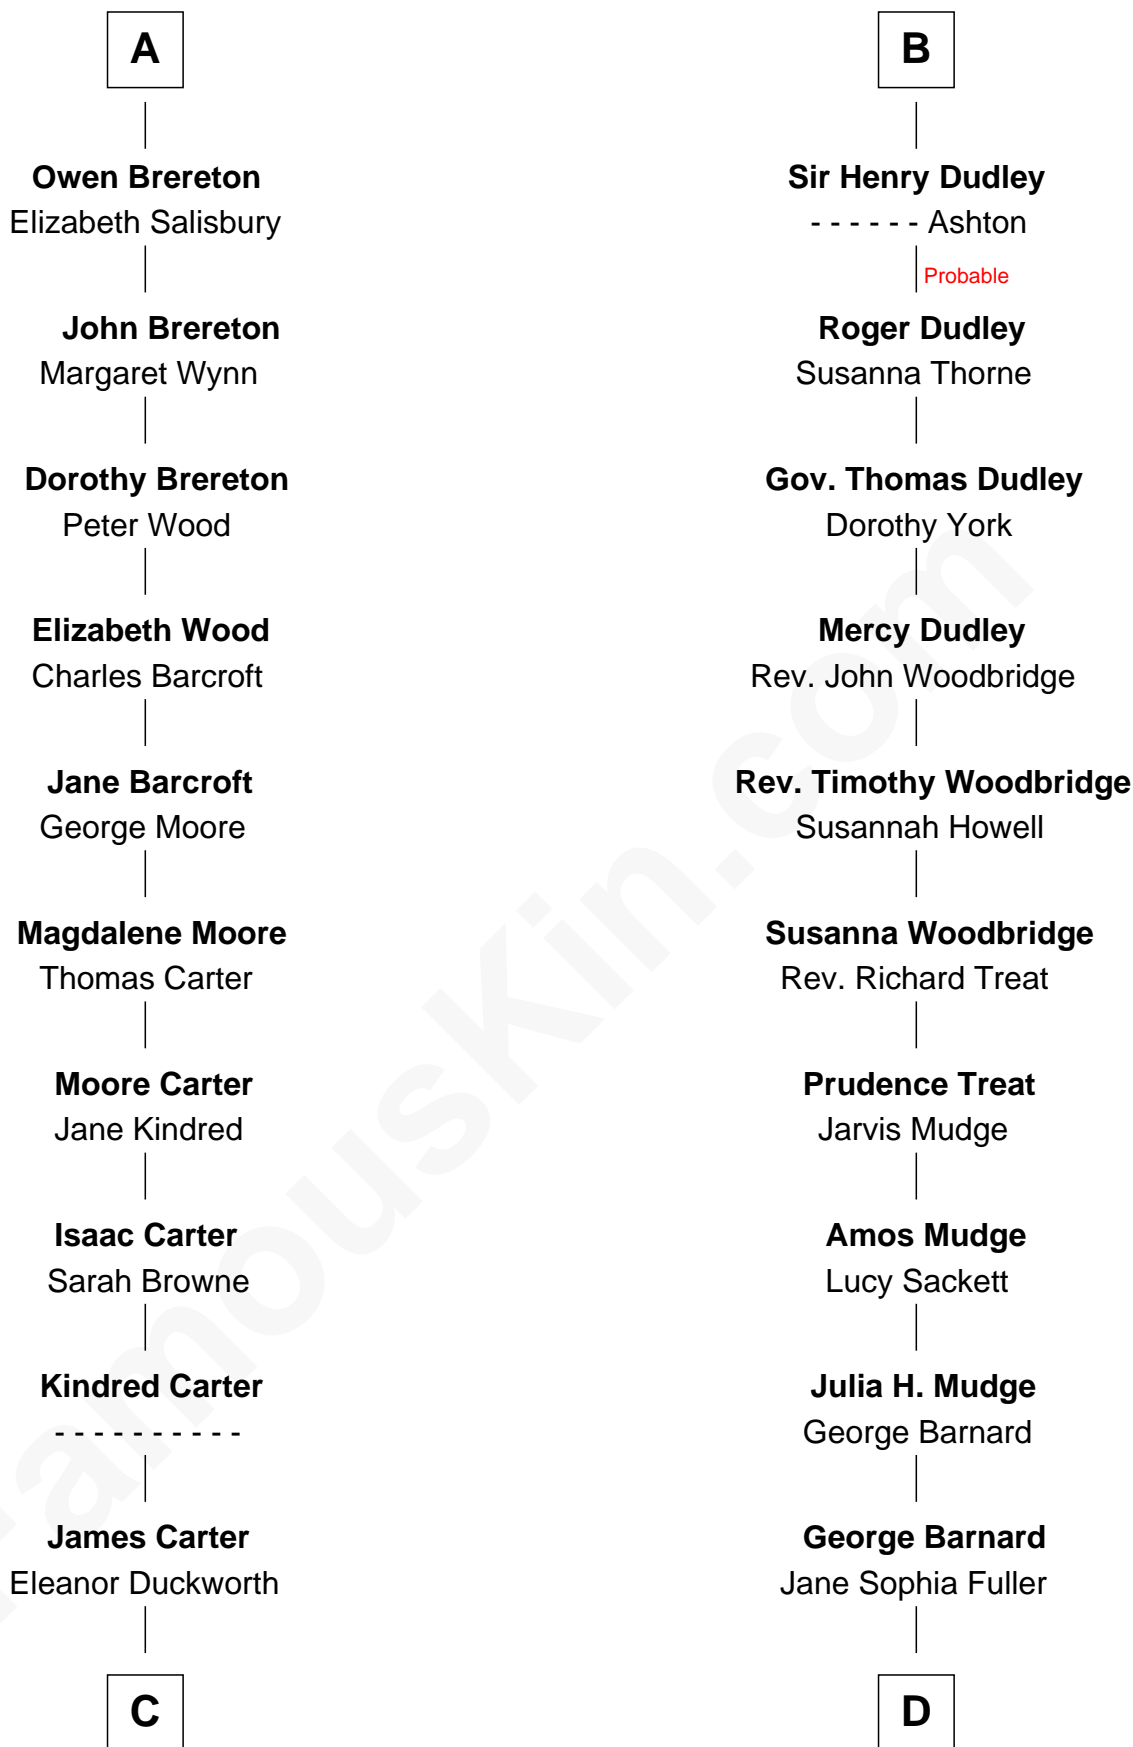 A
Owen Brereton
Elizabeth Salisbury
John Brereton
Margaret Wynn
Dorothy Brereton
Peter Wood
Elizabeth Wood
Charles Barcroft
Jane Barcroft
George Moore
Magdalene Moore
Thomas Carter
Moore Carter
Jane Kindred
Isaac Carter
Sarah Browne
Kindred Carter
- - - - - - - - - -
James Carter
Eleanor Duckworth
C
B
Sir Henry Dudley
- - - - - - Ashton
Probable
Roger Dudley
Susanna Thorne
Gov. Thomas Dudley
Dorothy York
Mercy Dudley
Rev. John Woodbridge
Rev. Timothy Woodbridge
Susannah Howell
Susanna Woodbridge
Rev. Richard Treat
Prudence Treat
Jarvis Mudge
Amos Mudge
Lucy Sackett
Julia H. Mudge
George Barnard
George Barnard
Jane Sophia Fuller
D
FamousKin.com